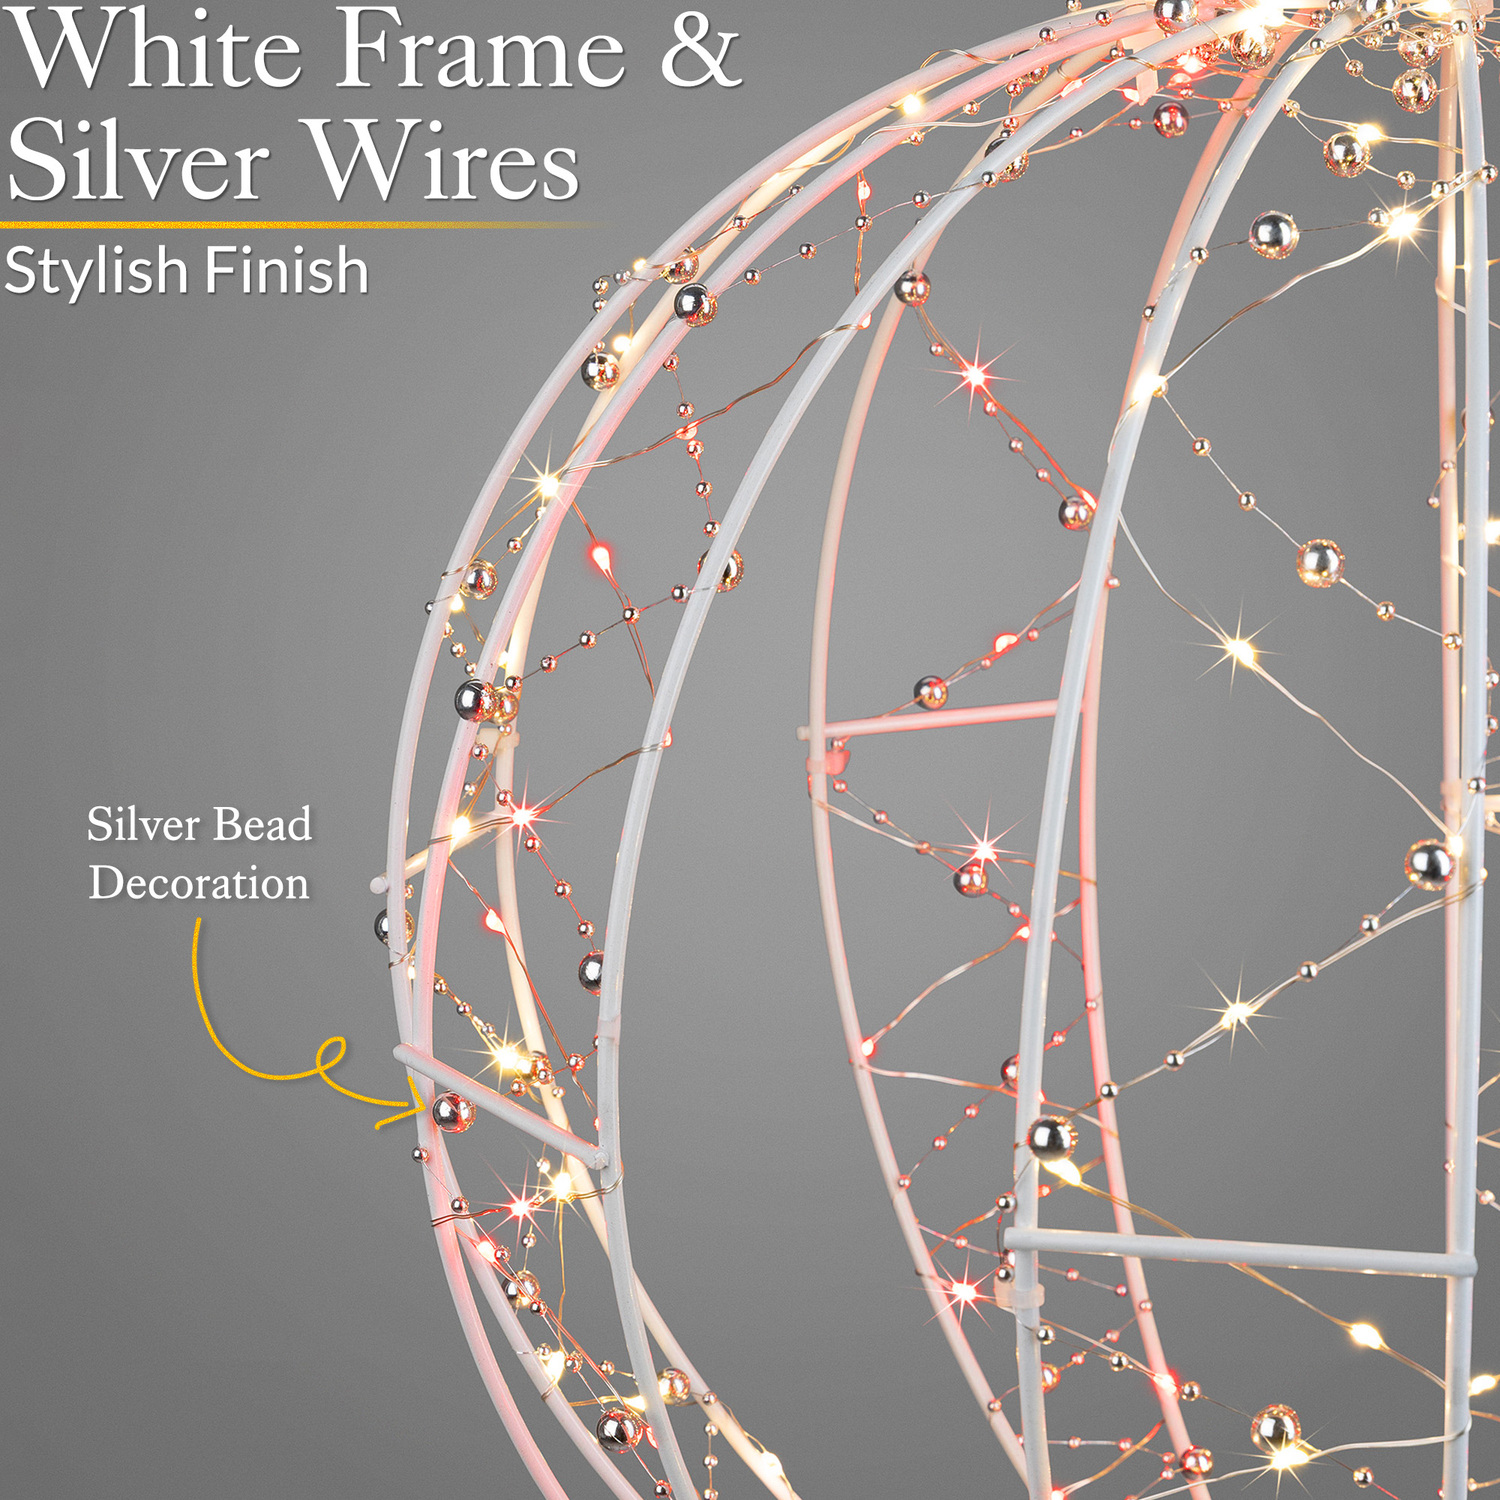 White Frame &
Silver Wires
Stylish Finish
Silver Bead
Decoration